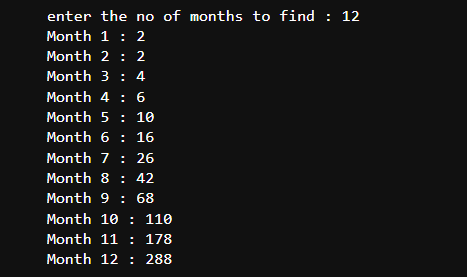 enter the no of months to find : 12
Month 1 : 2
Month 2 : 2
Month 3 : 4
Month 4 : 6
Month 5 : 10
Month 6 : 16
Month 7 : 26
Month 8 : 42
Month 9 : 68
Month 10 : 110
Month 11 : 178
Month 12 : 288